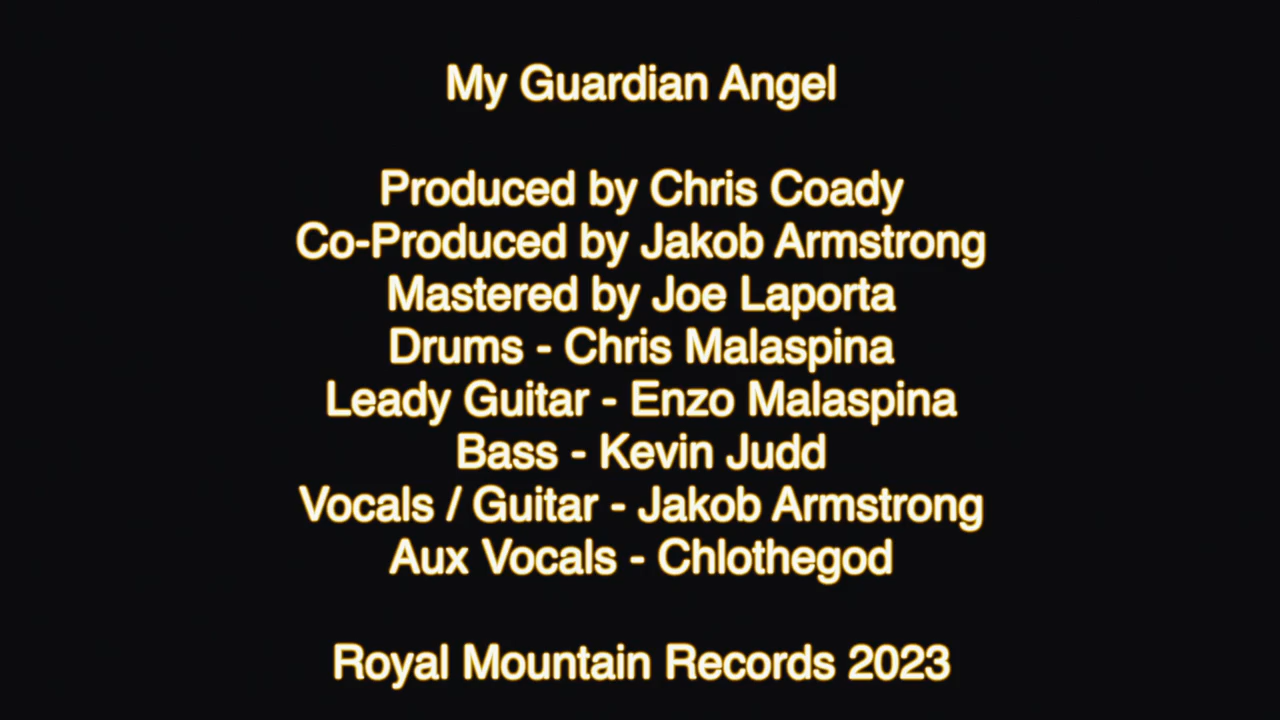 My Guardian Angel
Produced by Chris Coady
Co-Produced by Jakob Armstrong
Mastered by Joe Laporta
Drums - Chris Malaspina
Leady Guitar - Enzo Malaspina
Bass - Kevin Judd
Vocals / Guitar - Jakob Armstrong
Aux Vocals - Chlothegod
Royal Mountain Records 2023